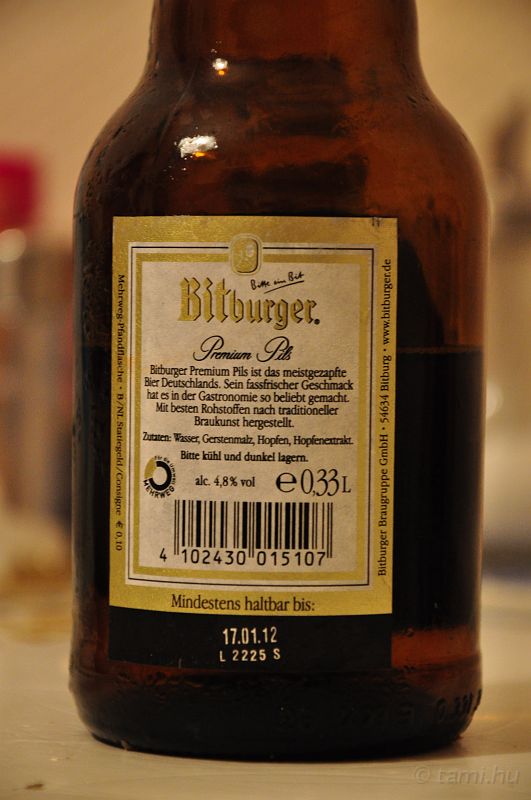 Bitte ein Bit
Bitburger.
Premium Pils
Bitburger Premium Pils ist das meistgezapfte
Bier Deutschlands. Sein fassfrischer Geschmack
hat es in der Gastronomie so beliebt gemacht.
Mit besten Rohstoffen nach traditioneller
Braukunst hergestellt.
Zutaten: Wasser, Gerstenmalz, Hopfen, Hopfenextrakt.
Bitte kühl und dunkel lagern.
MEHRWEG
alc. 4,8% vol
℮ 0,33 L
4 102430 015107
Mindestens haltbar bis:
17.01.12
L 2225 S
Mehrweg-Pfandflasche · B/NL Statiegeld/Consigne € 0,10
Bitburger Braugruppe GmbH · 54634 Bitburg · www.bitburger.de
© tami.hu